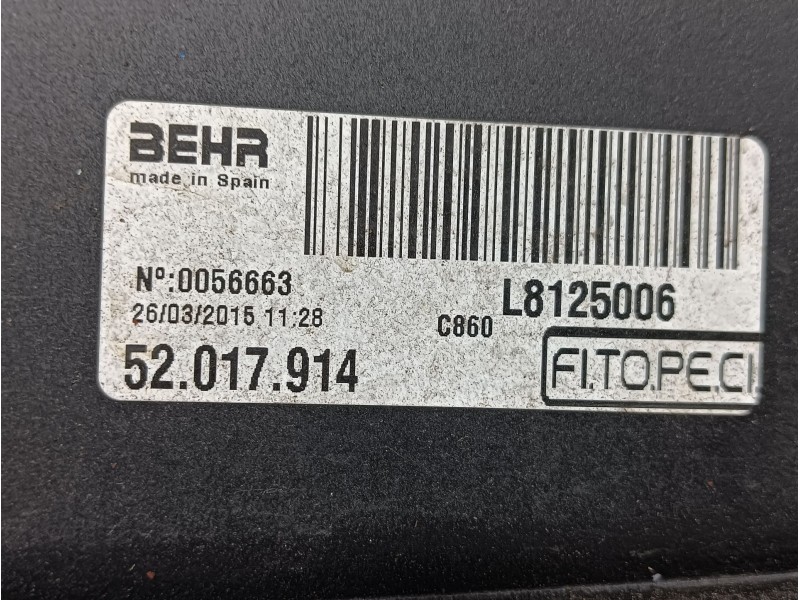 BEHR
made in Spain
Nº:0056663
26/03/2015 11:28
C860
L8125006
52.017.914
FI.TO.PE.CI.